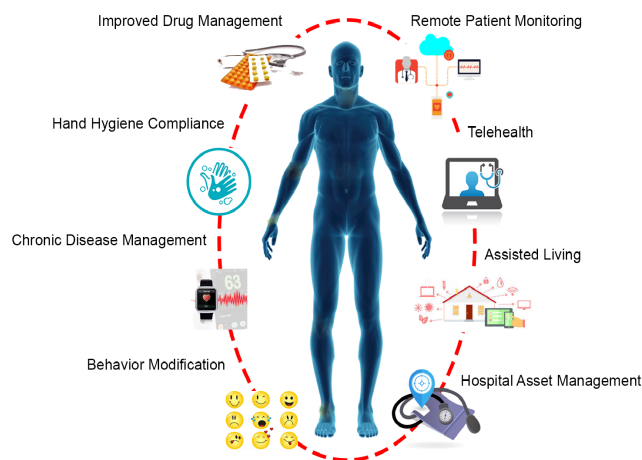 Improved Drug Management
Remote Patient Monitoring
Hand Hygiene Compliance
Telehealth
Chronic Disease Management
Assisted Living
63
Behavior Modification
Hospital Asset Management